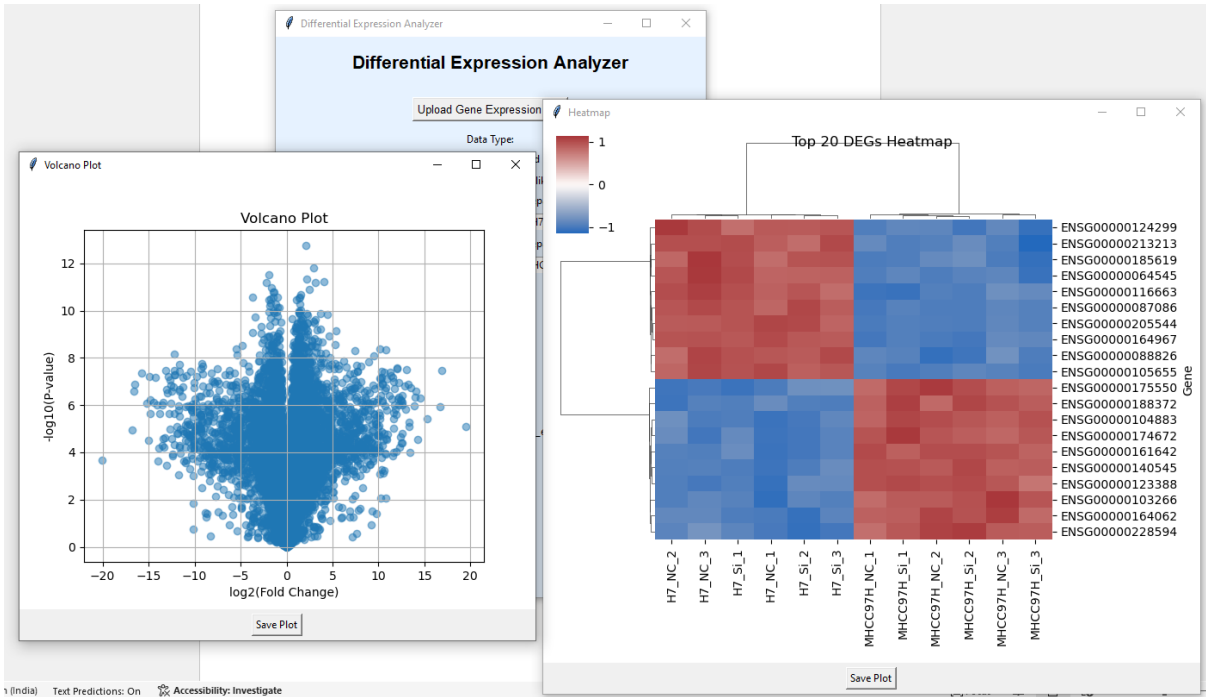 Differential Expression Analyzer
Differential Expression Analyzer
Upload Gene Expression
Data Type:
Volcano Plot
Volcano Plot
12
10
8
6
4
2
0
-log10(P-value)
−20
−15
−10
−5
0
5
10
15
20
log2(Fold Change)
Save Plot
Heatmap
Top 20 DEGs Heatmap
1
0
−1
ENSG00000124299
ENSG00000213213
ENSG00000185619
ENSG00000064545
ENSG00000116663
ENSG00000087086
ENSG00000205544
ENSG00000164967
ENSG00000088826
ENSG00000105655
ENSG00000175550
ENSG00000188372
ENSG00000104883
ENSG00000174672
ENSG00000161642
ENSG00000140545
ENSG00000123388
ENSG00000103266
ENSG00000164062
ENSG00000228594
Gene
H7_NC_2
H7_NC_3
H7_Si_1
H7_NC_1
H7_Si_2
H7_Si_3
MHCC97H_NC_1
MHCC97H_Si_1
MHCC97H_NC_2
MHCC97H_Si_2
MHCC97H_NC_3
MHCC97H_Si_3
Save Plot
(India)
Text Predictions: On
Accessibility: Investigate